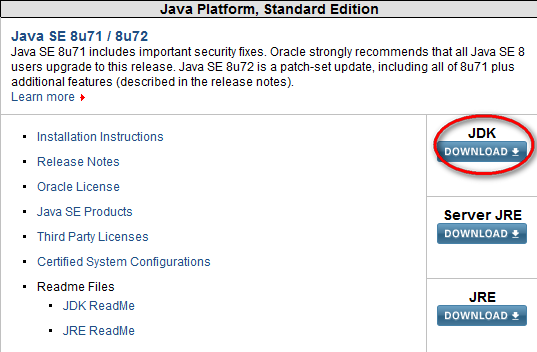 Java Platform, Standard Edition
Java SE 8u71 / 8u72
Java SE 8u71 includes important security fixes. Oracle strongly recommends that all Java SE 8
users upgrade to this release. Java SE 8u72 is a patch-set update, including all of 8u71 plus
additional features (described in the release notes).
Learn more
Installation Instructions
Release Notes
Oracle License
Java SE Products
Third Party Licenses
Certified System Configurations
Readme Files
JDK ReadMe
JRE ReadMe
JDK
DOWNLOAD
Server JRE
DOWNLOAD
JRE
DOWNLOAD